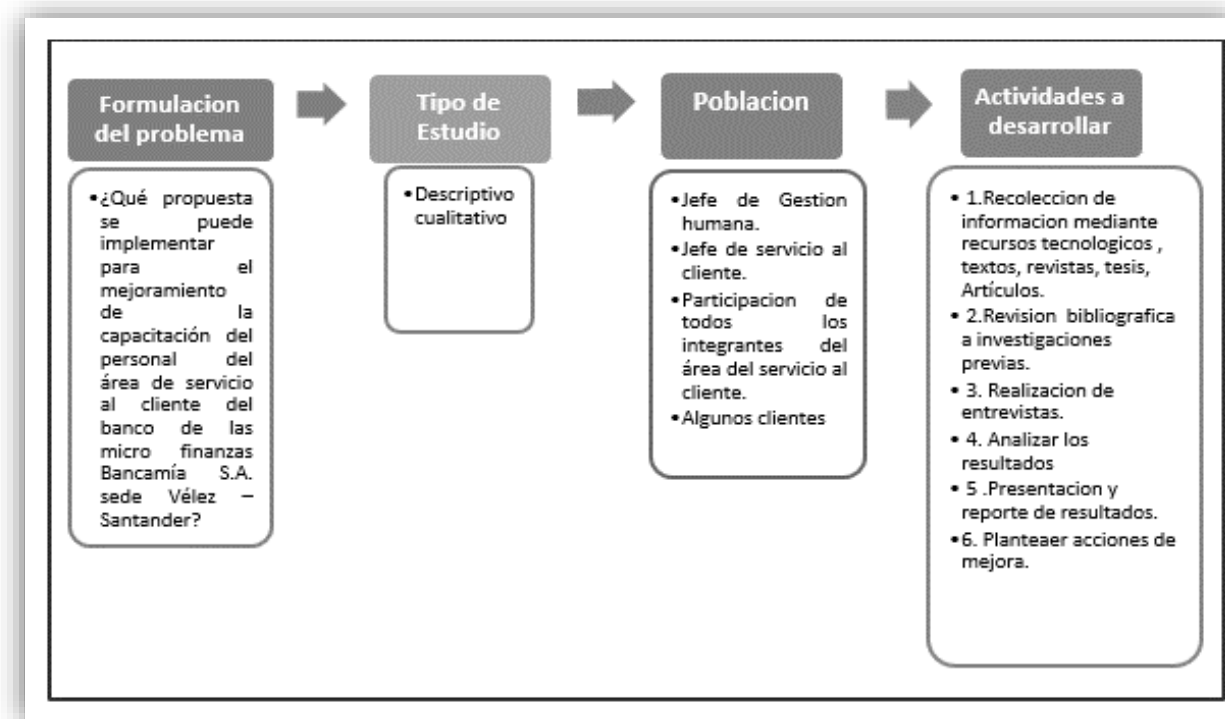 Formulacion
del problema
•¿Qué propuesta
se puede
implementar
para el
mejoramiento
de la
capacitación del
personal del
área de servicio
al cliente del
banco de las
micro finanzas
Bancamía S.A.
sede Vélez –
Santander?
Tipo de
Estudio
•Descriptivo
cualitativo
Poblacion
•Jefe de Gestion
humana.
•Jefe de servicio al
cliente.
•Participacion de
todos los
integrantes del
área del servicio al
cliente.
•Algunos clientes
Actividades a
desarrollar
• 1.Recoleccion de
informacion mediante
recursos tecnologicos ,
textos, revistas, tesis,
Artículos.
• 2.Revision bibliografica
a investigaciones
previas.
• 3. Realizacion de
entrevistas.
• 4. Analizar los
resultados
• 5 .Presentacion y
reporte de resultados.
•6. Planteaer acciones de
mejora.